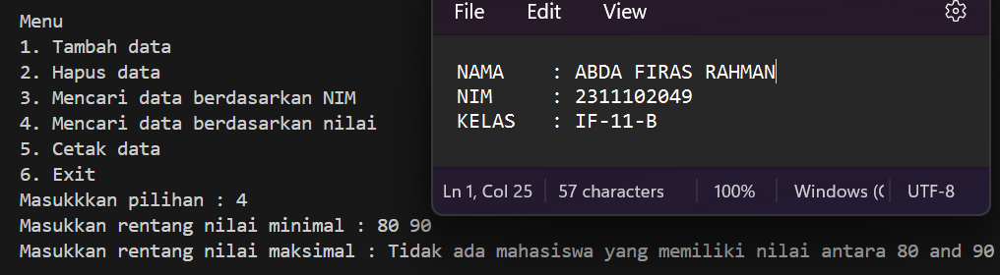 Menu
1. Tambah data
2. Hapus data
3. Mencari data berdasarkan NIM
4. Mencari data berdasarkan nilai
5. Cetak data
6. Exit
Masukkkan pilihan : 4
Masukkan rentang nilai minimal : 80 90
Masukkan rentang nilai maksimal : Tidak ada mahasiswa yang memiliki nilai antara 80 and 90
File Edit View
NAMA : ABDA FIRAS RAHMAN
NIM : 2311102049
KELAS : IF-11-B
Ln 1, Col 25 57 characters 100% Windows (C UTF-8